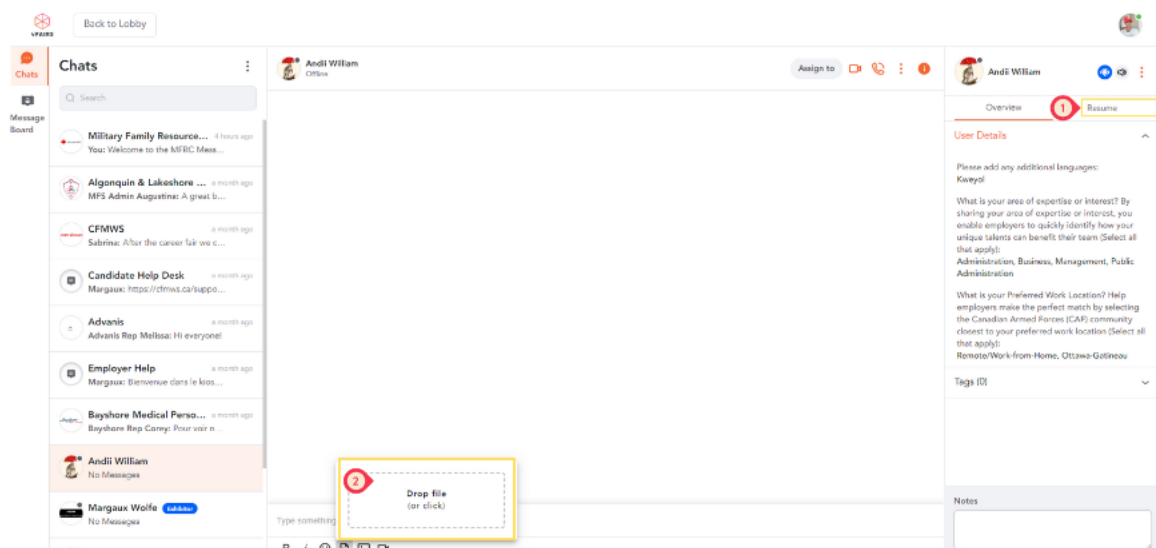 vFAIRS
Back to Lobby
Chats
Message
Board
Chats
Search
Military Family Resource... 4 hours ago
You: Welcome to the MFRC Mess...
Algonquin & Lakeshore ... a month ago
MFS Admin Augustina: A great b...
CFMWS a month ago
Sabrina: After the career fair we c...
Candidate Help Desk a month ago
Margaux: https://cfmws.ca/suppo...
Advanis a month ago
Advanis Rep Melissa: Hi everyone!
Employer Help a month ago
Margaux: Bienvenue dans le kios...
Bayshore Medical Perso... a month ago
Bayshore Rep Corey: Pour voir n...
Andii William
No Messages
Margaux Wolfe Exhibitor
No Messages
Andii William
Offline
Assign to
2
Drop file
(or click)
Type something
B
Andii William
Overview
1
Resume
User Details
Please add any additional languages:
Kweyol
What is your area of expertise or interest? By
sharing your area of expertise or interest, you
enable employers to quickly identify how your
unique talents can benefit their team (Select all
that apply):
Administration, Business, Management, Public
Administration
What is your Preferred Work Location? Help
employers make the perfect match by selecting
the Canadian Armed Forces (CAF) community
closest to your preferred work location (Select all
that apply):
Remote/Work-from-Home, Ottawa-Gatineau
Tags (0)
Notes